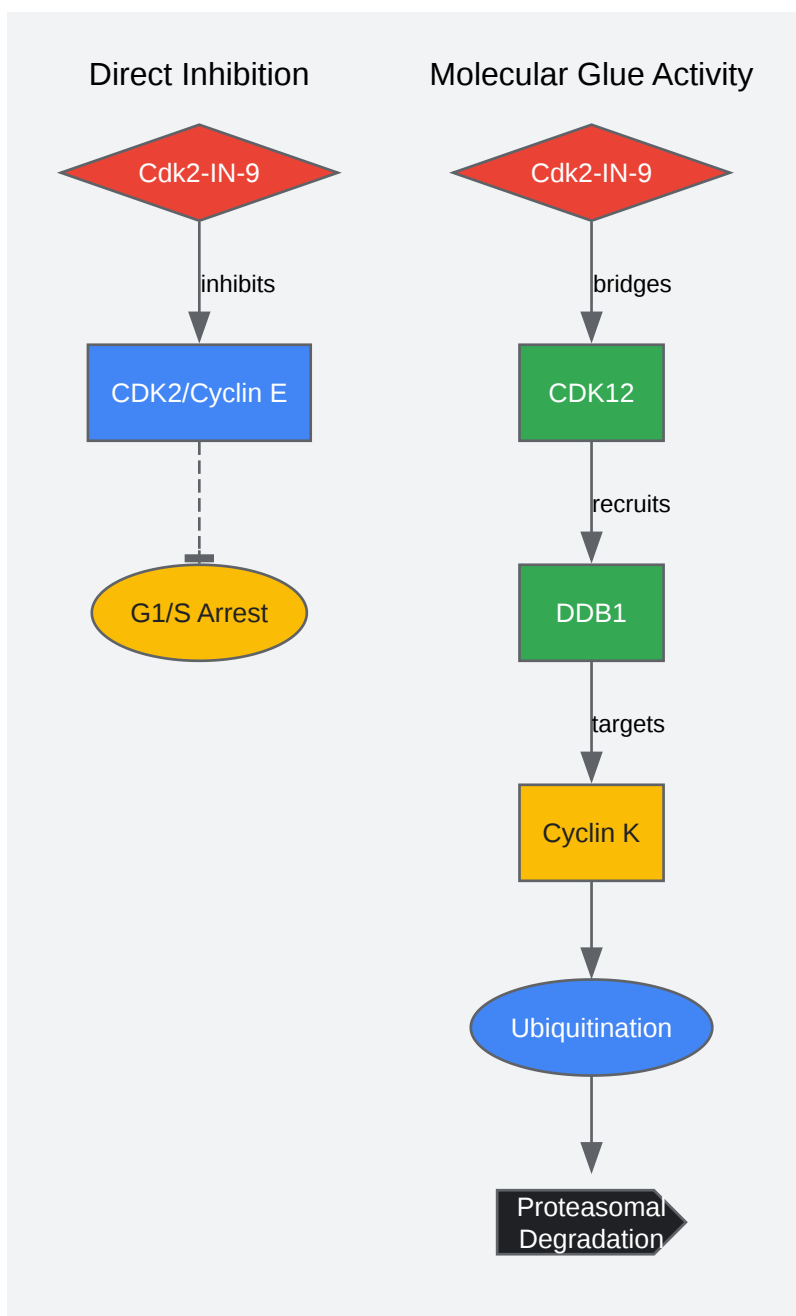 Direct Inhibition
Cdk2-IN-9
inhibits
CDK2/Cyclin E
G1/S Arrest
Molecular Glue Activity
Cdk2-IN-9
bridges
CDK12
recruits
DDB1
targets
Cyclin K
Ubiquitination
Proteasomal
Degradation